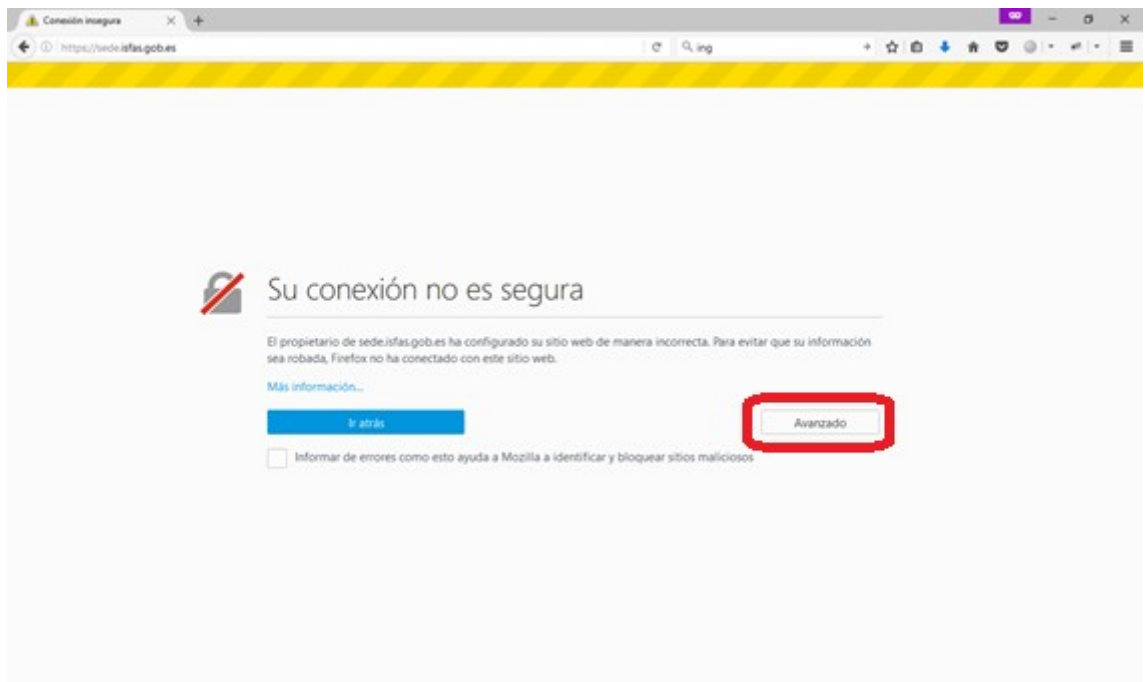 Conexión insegura
https://sede.isfas.gob.es
ing
Su conexión no es segura
El propietario de sede.isfas.gob.es ha configurado su sitio web de manera incorrecta. Para evitar que su información
sea robada, Firefox no ha conectado con este sitio web.
Más información...
Ir atrás
Avanzado
Informar de errores como esto ayuda a Mozilla a identificar y bloquear sitios maliciosos